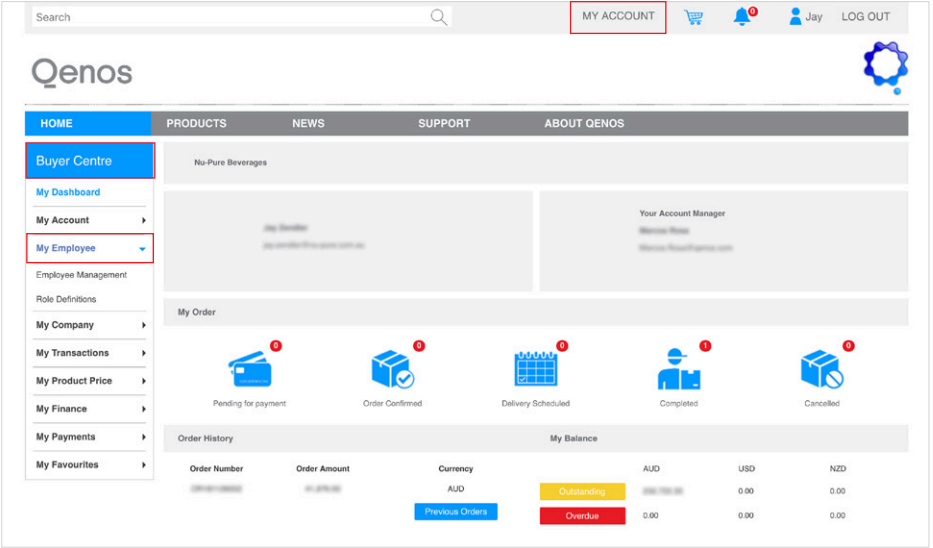 Search
MY ACCOUNT
0
Jay
LOG OUT
Qenos
HOME
PRODUCTS
NEWS
SUPPORT
ABOUT QENOS
Buyer Centre
My Dashboard
My Account
My Employee
Employee Management
Role Definitions
My Company
My Transactions
My Product Price
My Finance
My Payments
My Favourites
Nu-Pure Beverages
Your Account Manager
My Order
0
Pending for payment
0
Order Confirmed
0
Delivery Scheduled
1
Completed
0
Cancelled
Order History
Order Number
Order Amount
Currency
AUD
Previous Orders
My Balance
AUD
USD
NZD
Outstanding
0.00
0.00
Overdue
0.00
0.00
0.00